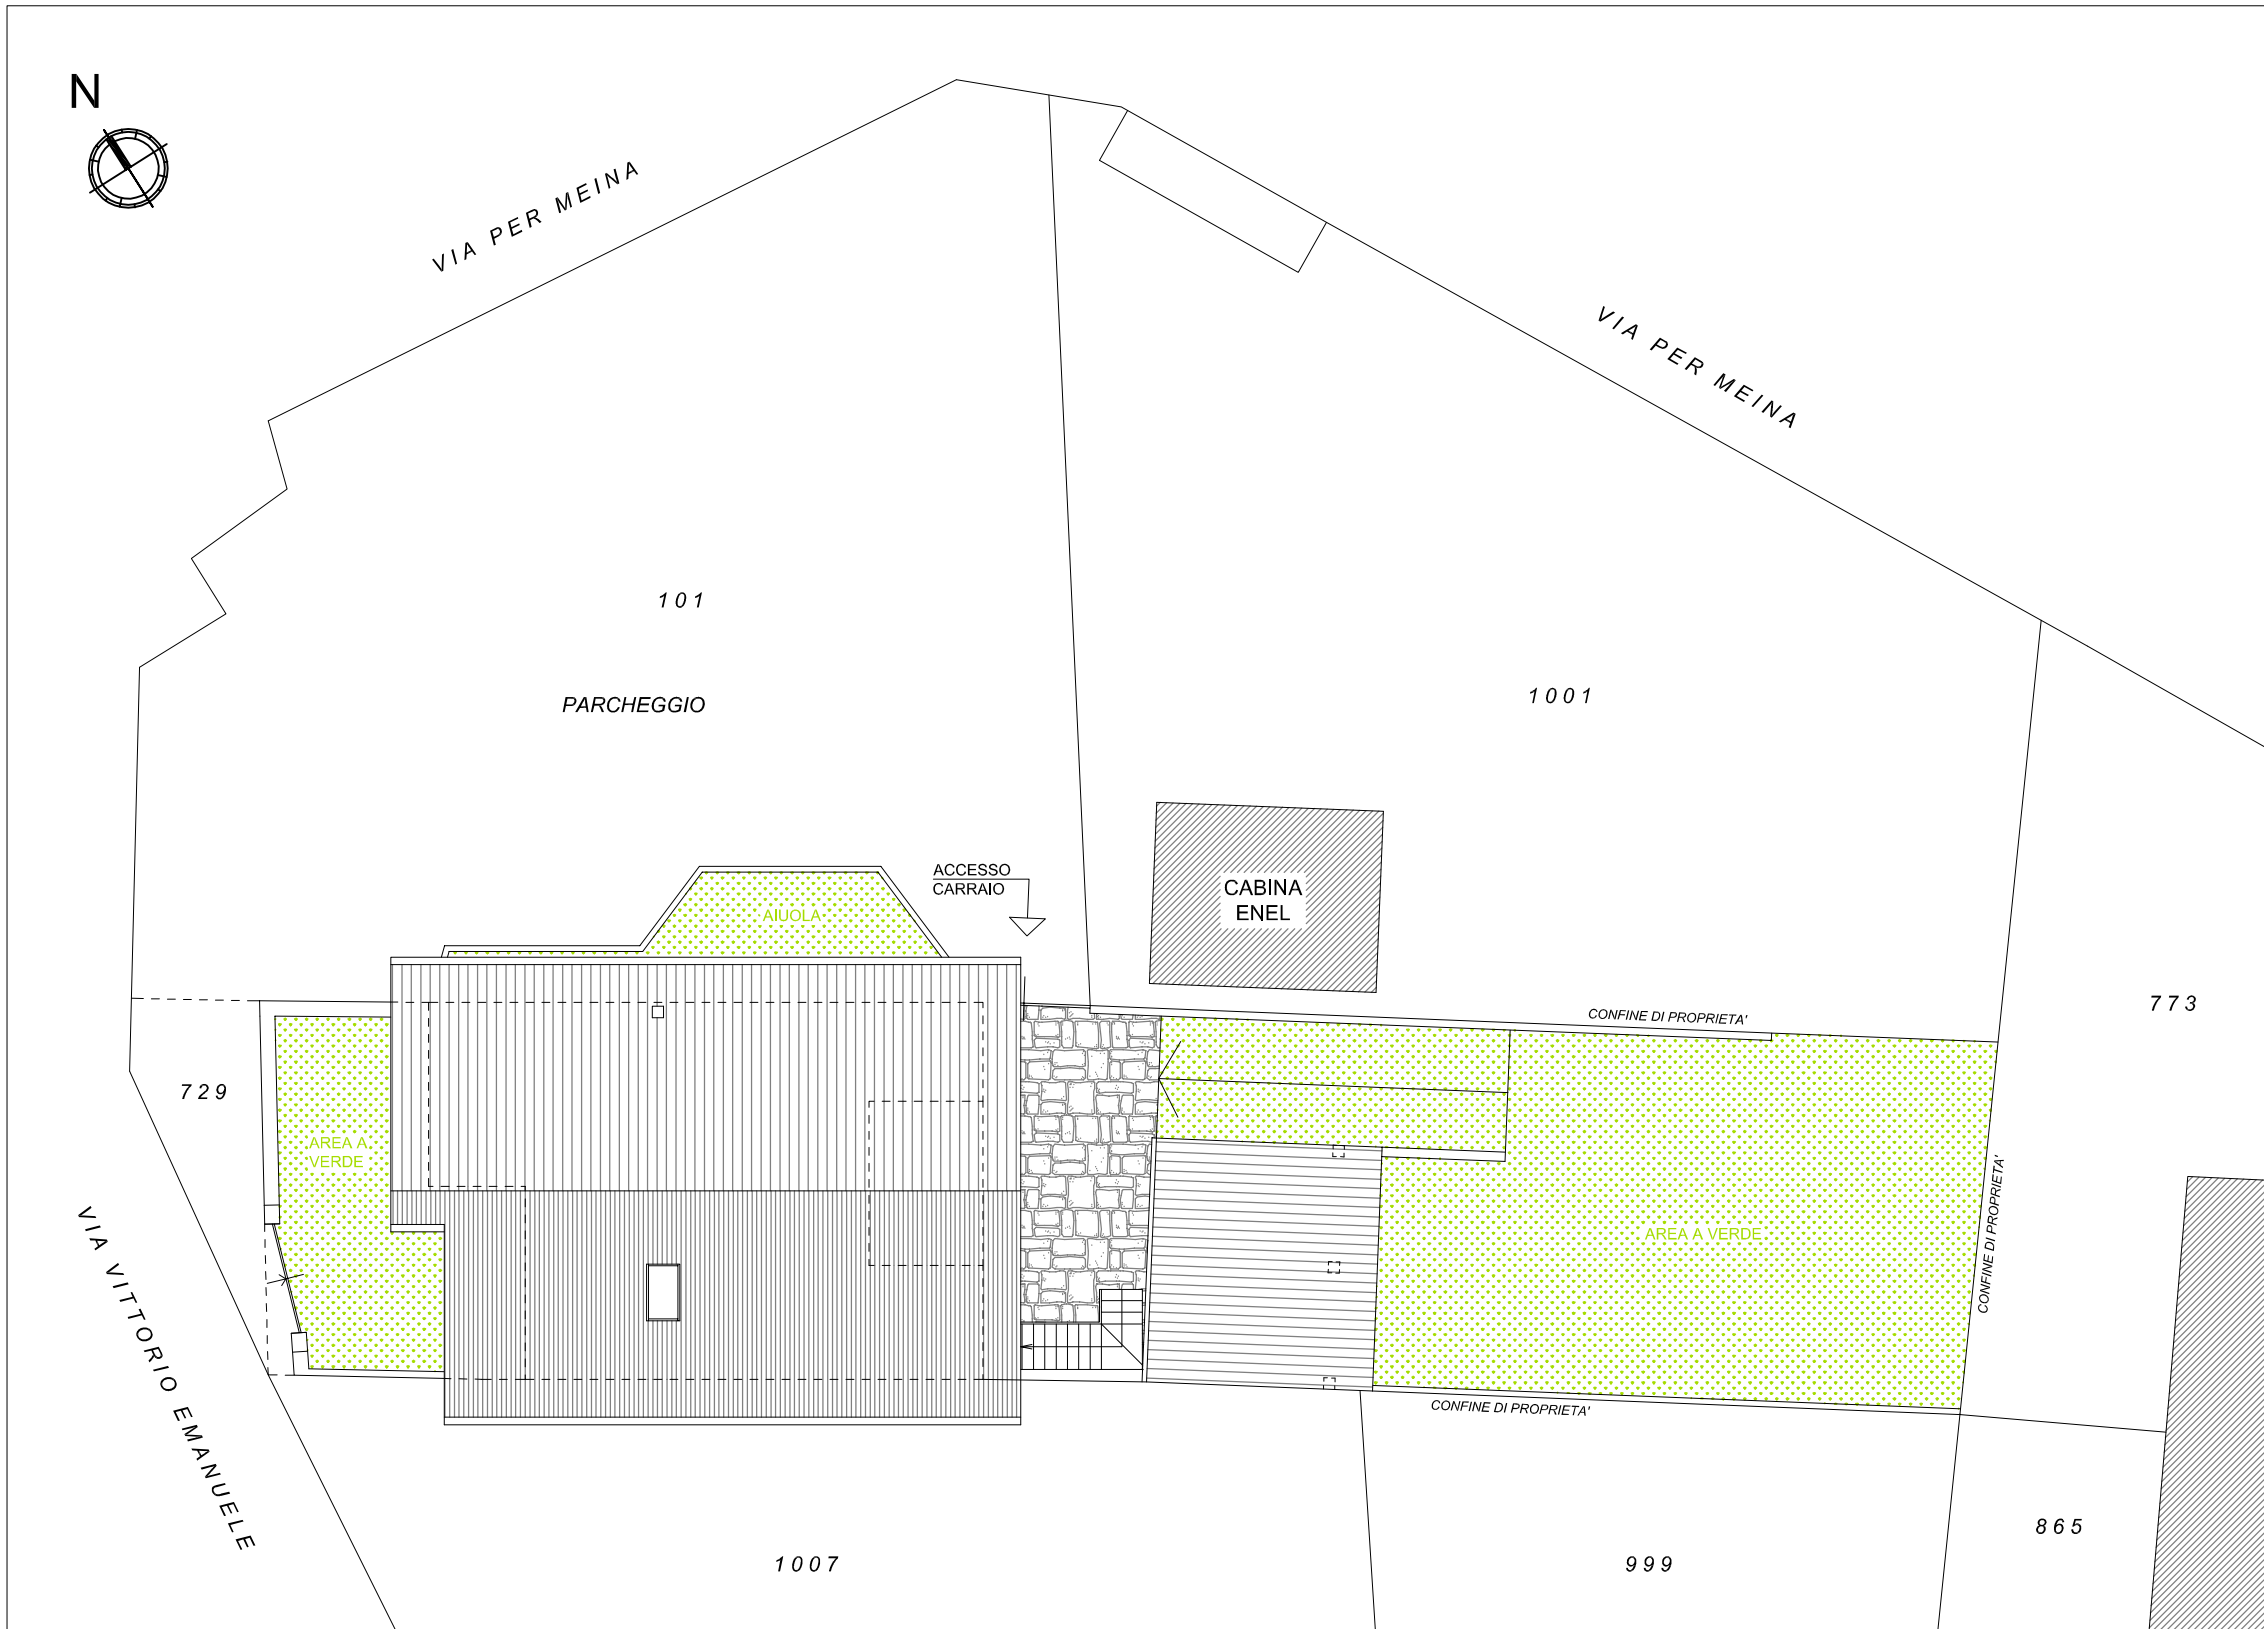 N
VIA PER MEINA
VIA PER MEINA
101
PARCHEGGIO
1001
ACCESSO
CARRAIO
CABINA
ENEL
AIUOLA
CONFINE DI PROPRIETA'
773
729
AREA A
VERDE
AREA A VERDE
CONFINE DI PROPRIETA'
VIA VITTORIO EMANUELE
CONFINE DI PROPRIETA'
865
1007
999